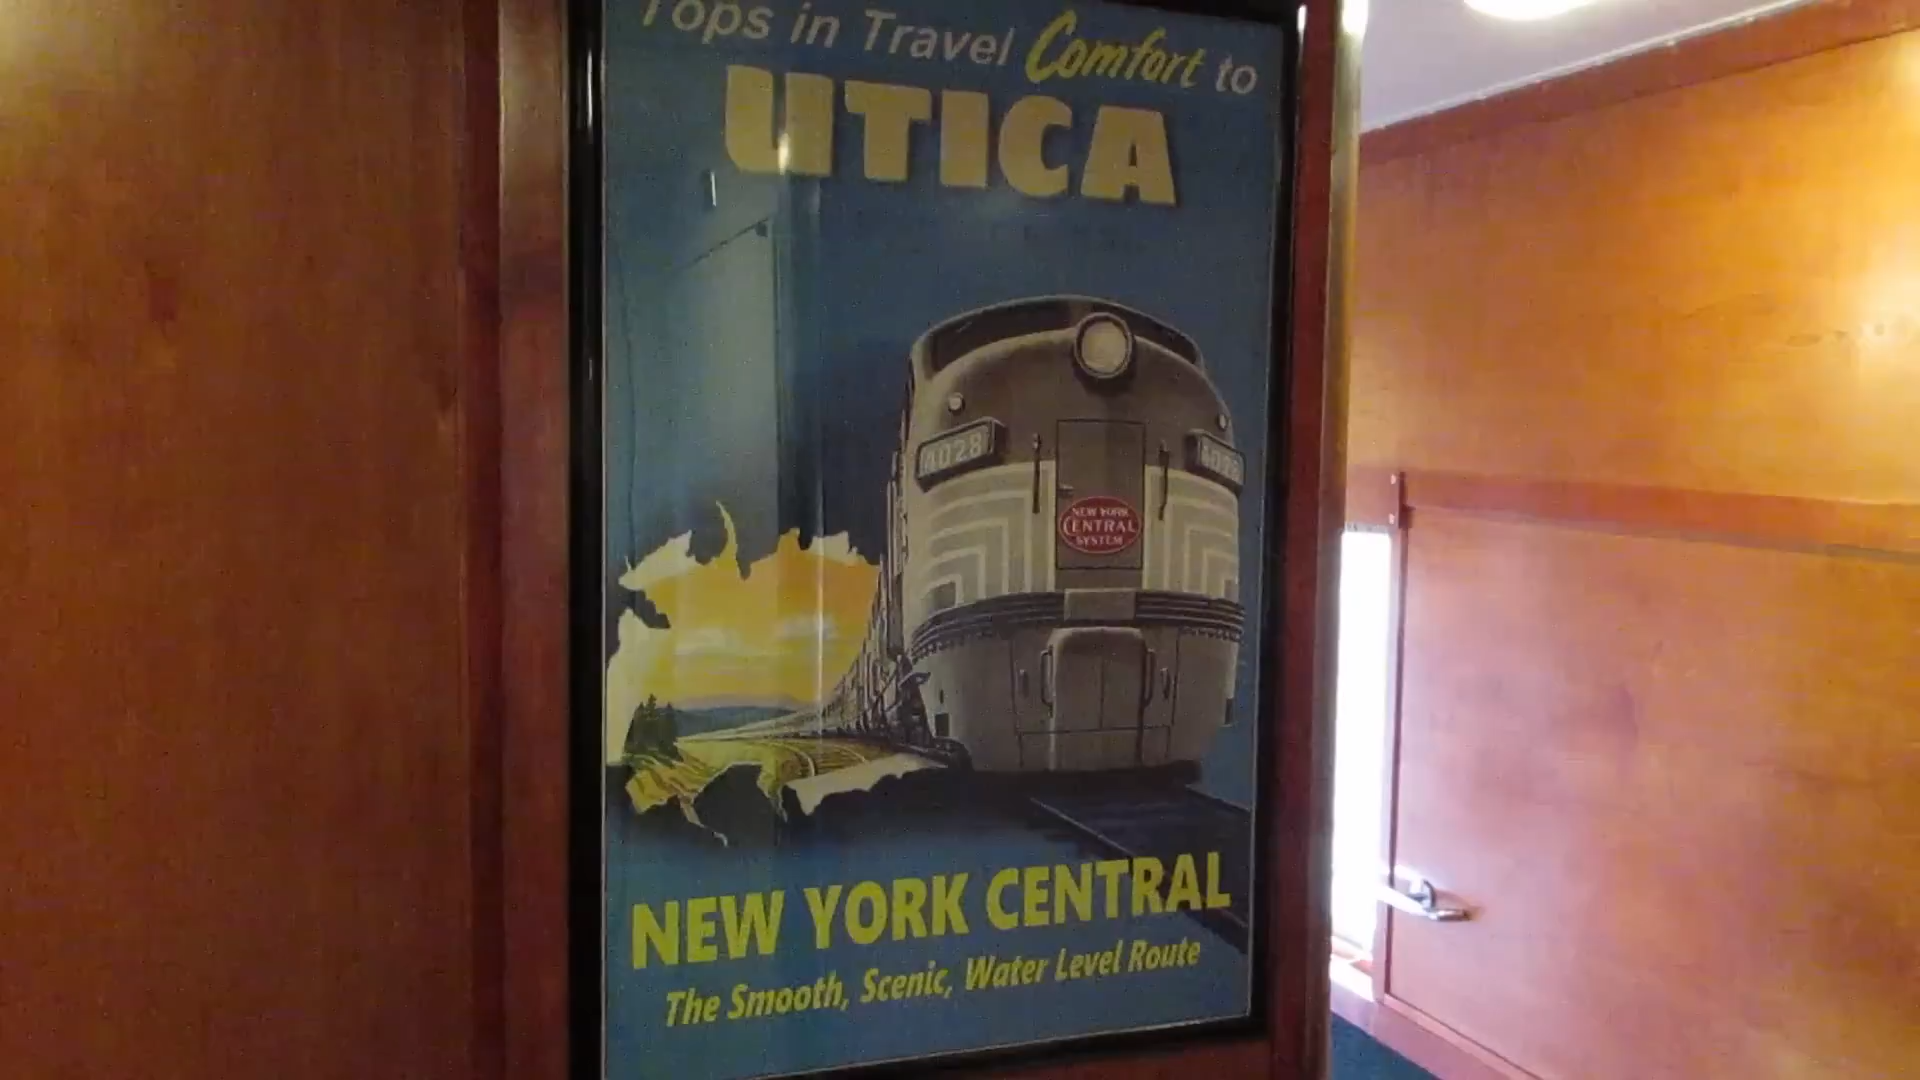 Tops in Travel Comfort to
UTICA
4028
4028
NEW YORK
CENTRAL
SYSTEM
NEW YORK CENTRAL
The Smooth, Scenic, Water Level Route